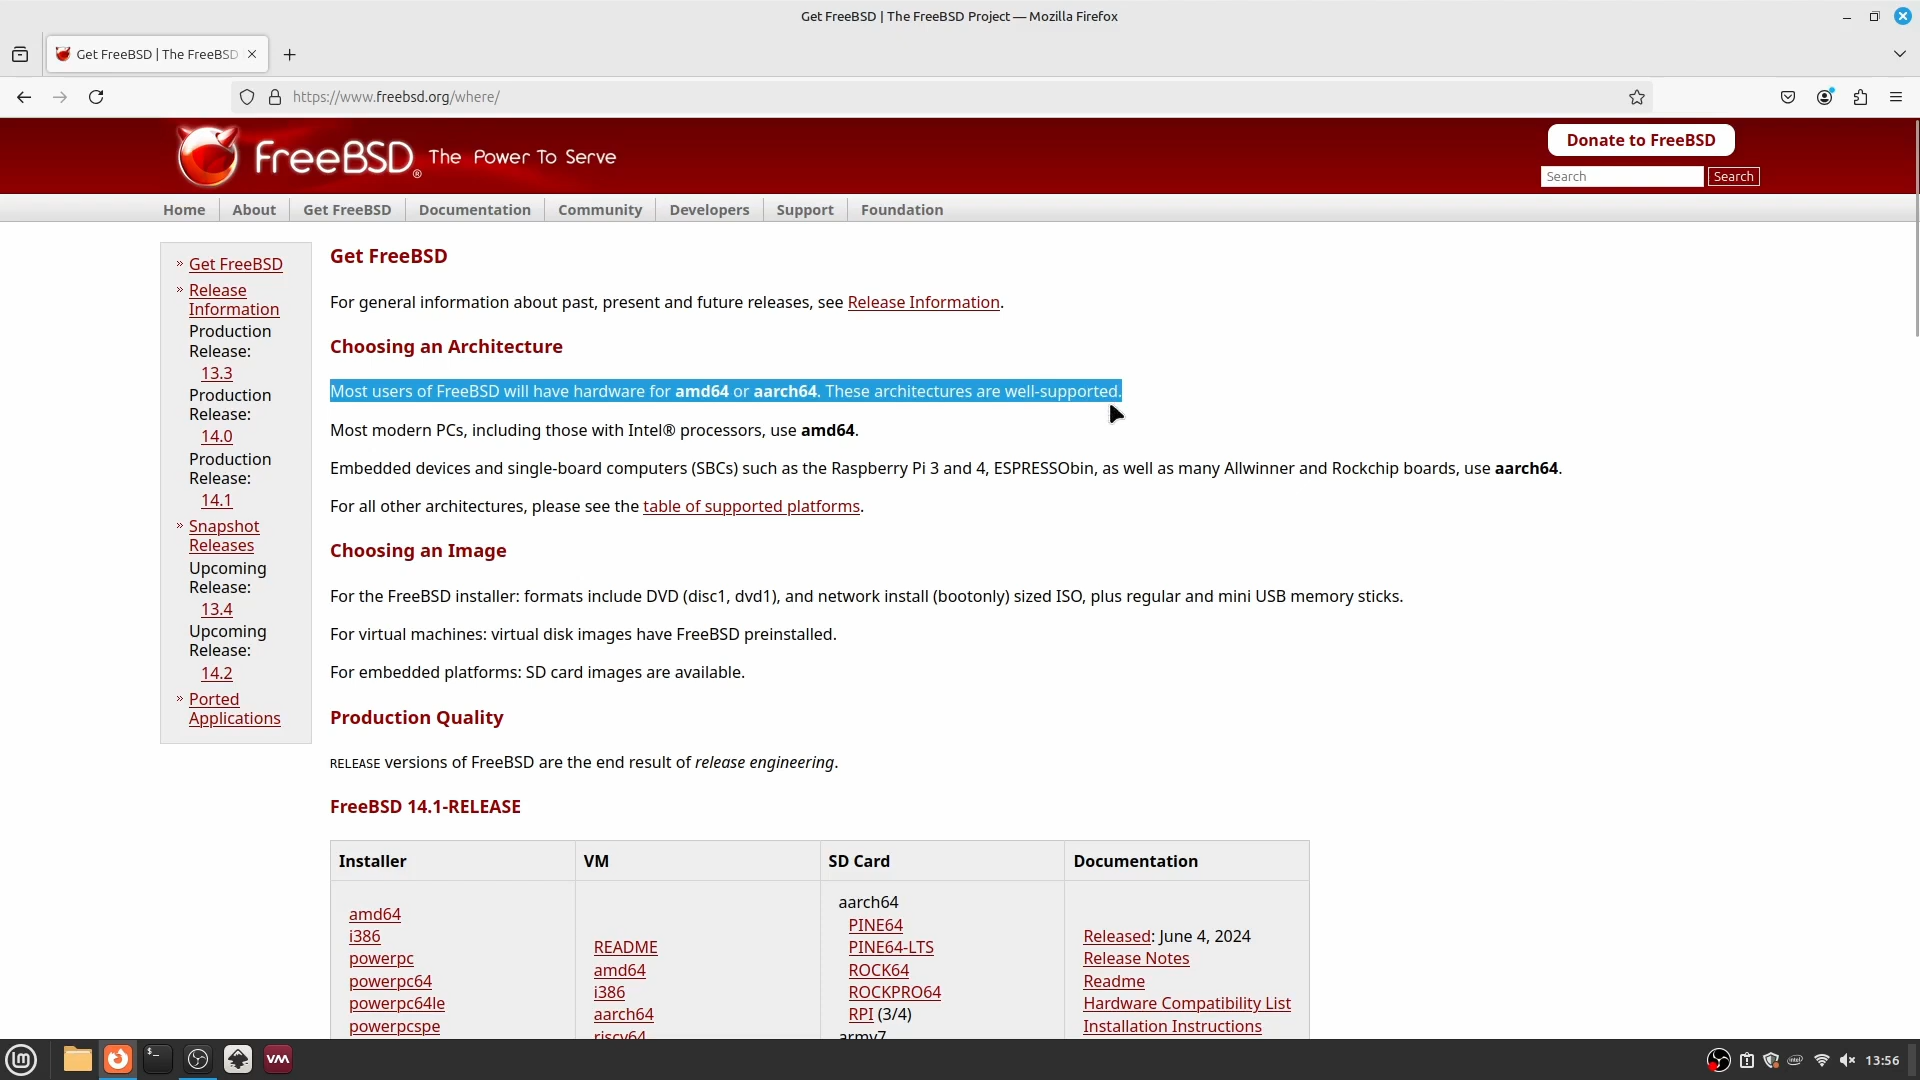 Get FreeBSD | The FreeBSD Project — Mozilla Firefox
Get FreeBSD | The FreeBSD
https://www.freebsd.org/where/
FreeBSD® The Power To Serve
Donate to FreeBSD
Search
Search
Home
About
Get FreeBSD
Documentation
Community
Developers
Support
Foundation
» Get FreeBSD
» Release
Information
Production
Release:
13.3
Production
Release:
14.0
Production
Release:
14.1
» Snapshot
Releases
Upcoming
Release:
13.4
Upcoming
Release:
14.2
» Ported
Applications
Get FreeBSD
For general information about past, present and future releases, see Release Information.
Choosing an Architecture
Most users of FreeBSD will have hardware for amd64 or aarch64. These architectures are well-supported.
Most modern PCs, including those with Intel® processors, use amd64.
Embedded devices and single-board computers (SBCs) such as the Raspberry Pi 3 and 4, ESPRESSObin, as well as many Allwinner and Rockchip boards, use aarch64.
For all other architectures, please see the table of supported platforms.
Choosing an Image
For the FreeBSD installer: formats include DVD (disc1, dvd1), and network install (bootonly) sized ISO, plus regular and mini USB memory sticks.
For virtual machines: virtual disk images have FreeBSD preinstalled.
For embedded platforms: SD card images are available.
Production Quality
RELEASE versions of FreeBSD are the end result of release engineering.
FreeBSD 14.1-RELEASE
Installer
amd64
i386
powerpc
powerpc64
powerpc64le
powerpcspe
VM
README
amd64
i386
aarch64
riscv64
SD Card
aarch64
PINE64
PINE64-LTS
ROCK64
ROCKPRO64
RPI (3/4)
armv7
Documentation
Released: June 4, 2024
Release Notes
Readme
Hardware Compatibility List
Installation Instructions
lm
$_
vm
intel
13:56